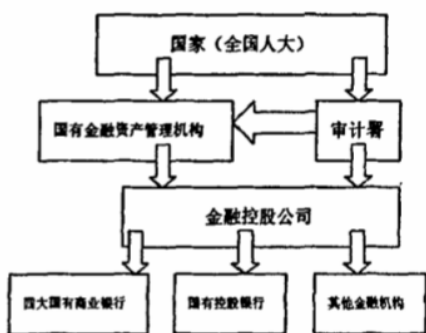 国家（全国人大）
国有金融资产管理机构
审计署
金融控股公司
四大国有商业银行
国有控股银行
其他金融机构